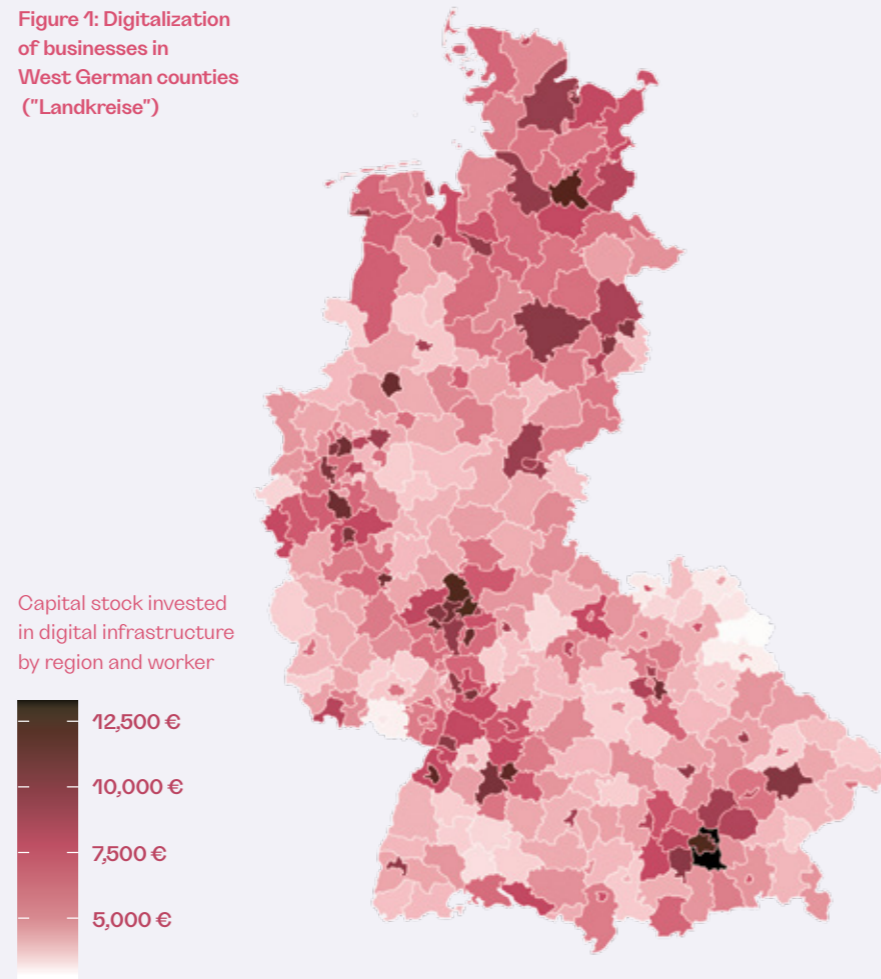 Figure 1: Digitalization
of businesses in
West German counties
("Landkreise")
Capital stock invested
in digital infrastructure
by region and worker
12,500 €
10,000 €
7,500 €
5,000 €